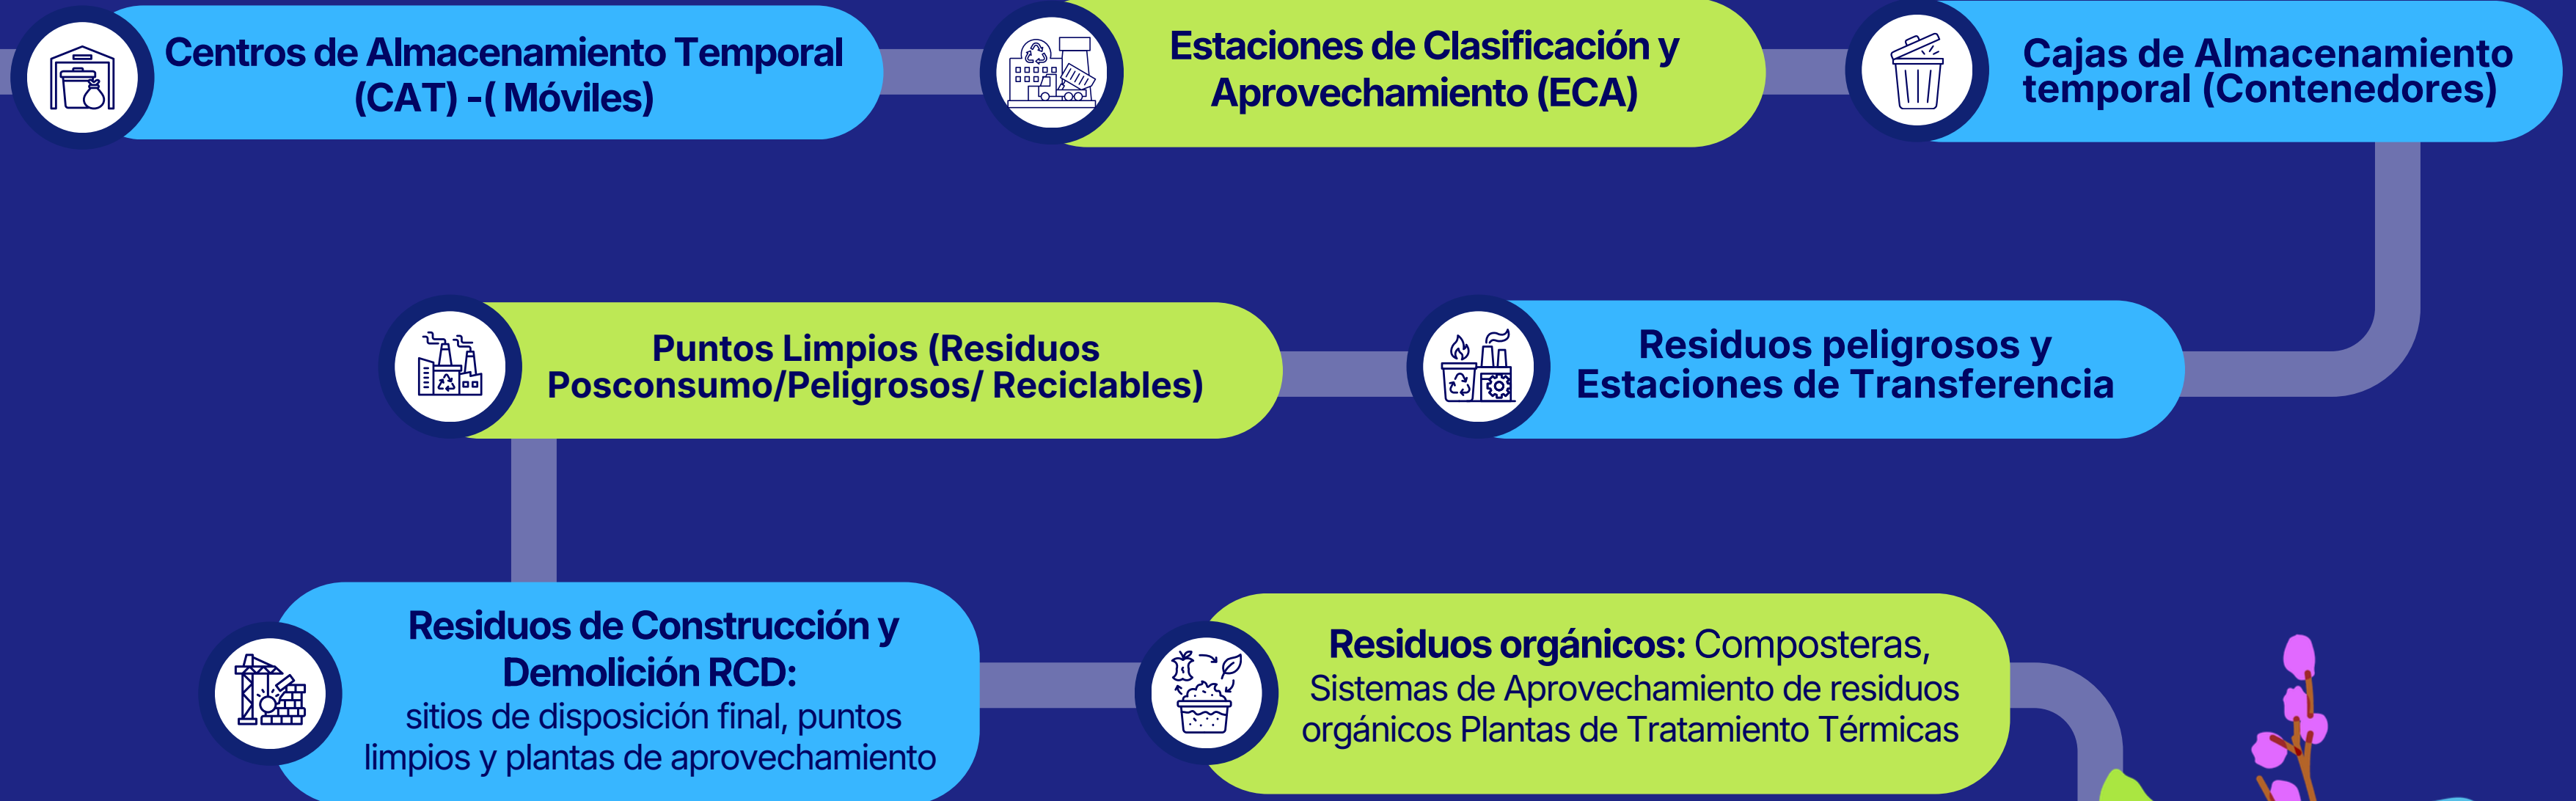 Centros de Almacenamiento Temporal
(CAT) -( Móviles)
Estaciones de Clasificación y
Aprovechamiento (ECA)
Cajas de Almacenamiento
temporal (Contenedores)
Puntos Limpios (Residuos
Posconsumo/Peligrosos/ Reciclables)
Residuos peligrosos y
Estaciones de Transferencia
Residuos de Construcción y
Demolición RCD:
sitios de disposición final, puntos
limpios y plantas de aprovechamiento
Residuos orgánicos: Composteras,
Sistemas de Aprovechamiento de residuos
orgánicos Plantas de Tratamiento Térmicas